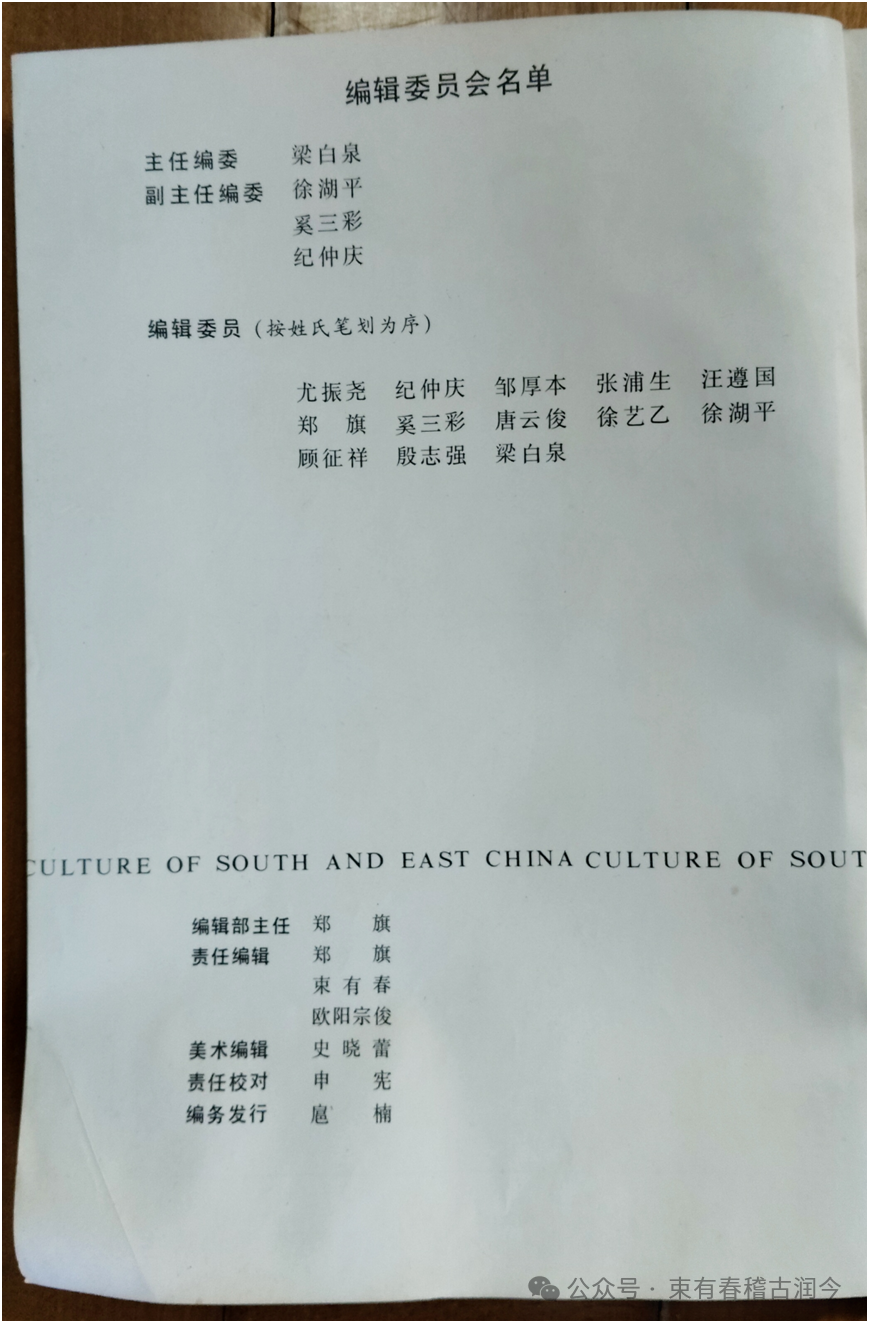 编辑委员会名单
主任编委 梁白泉
副主任编委 徐湖平
奚三彩
纪仲庆
编辑委员（按姓氏笔划为序）
尤振尧 纪仲庆 邹厚本 张浦生 汪遵国
郑旗 奚三彩 唐云俊 徐艺乙 徐湖平
顾征祥 殷志强 梁白泉
CULTURE OF SOUTH AND EAST CHINA CULTURE OF SOUT
编辑部主任 郑旗
责任编辑 郑旗
束有春
欧阳宗俊
美术编辑 史晓蕾
责任校对 申宪
编务发行 扈楠
公众号·束有春稽古润今